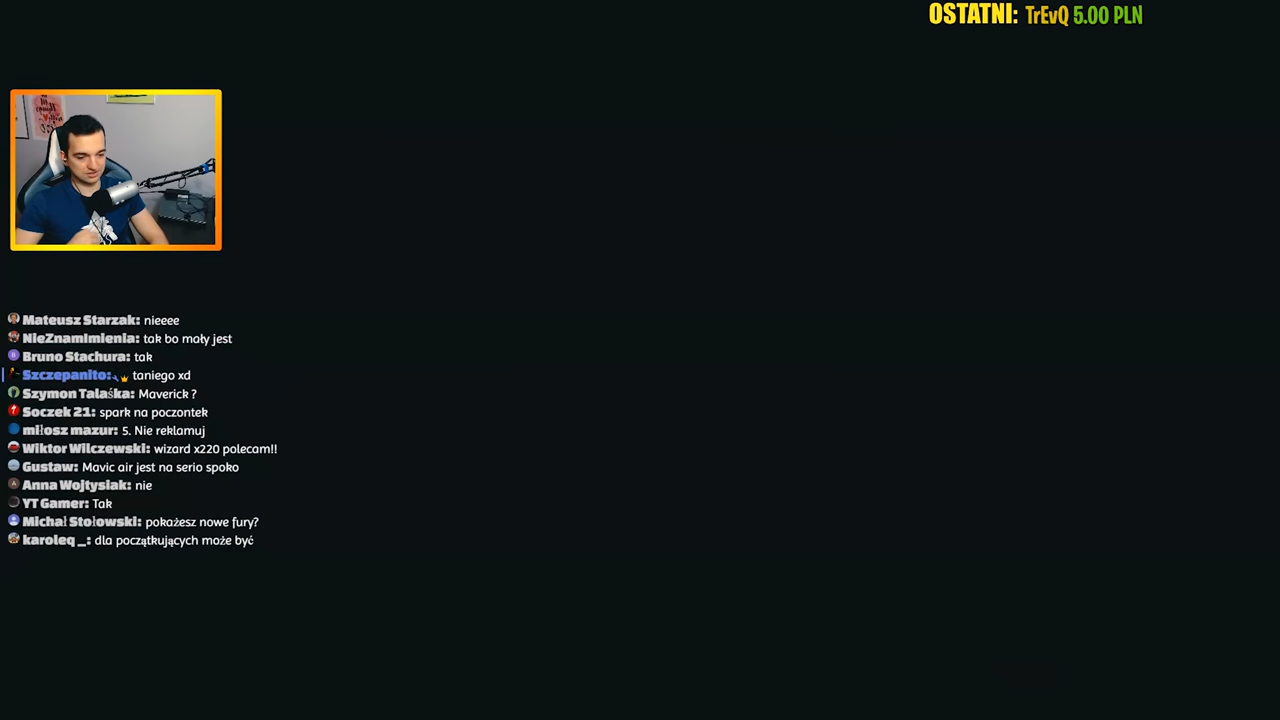 OSTATNI: TrEvQ 5.00 PLN
Mateusz Starzak: nieeee
NieZnamImienia: tak bo mały jest
Bruno Stachura: tak
Szczepanito: taniego xd
Szymon Talaśka: Maverick ?
Soczek 21: spark na poczontek
miłosz mazur: 5. Nie reklamuj
Wiktor Wilczewski: wizard x220 polecam!!
Gustaw: Mavic air jest na serio spoko
Anna Wojtysiak: nie
YT Gamer: Tak
Michał Stołowski: pokażesz nowe fury?
karoleq _: dla początkujących może być